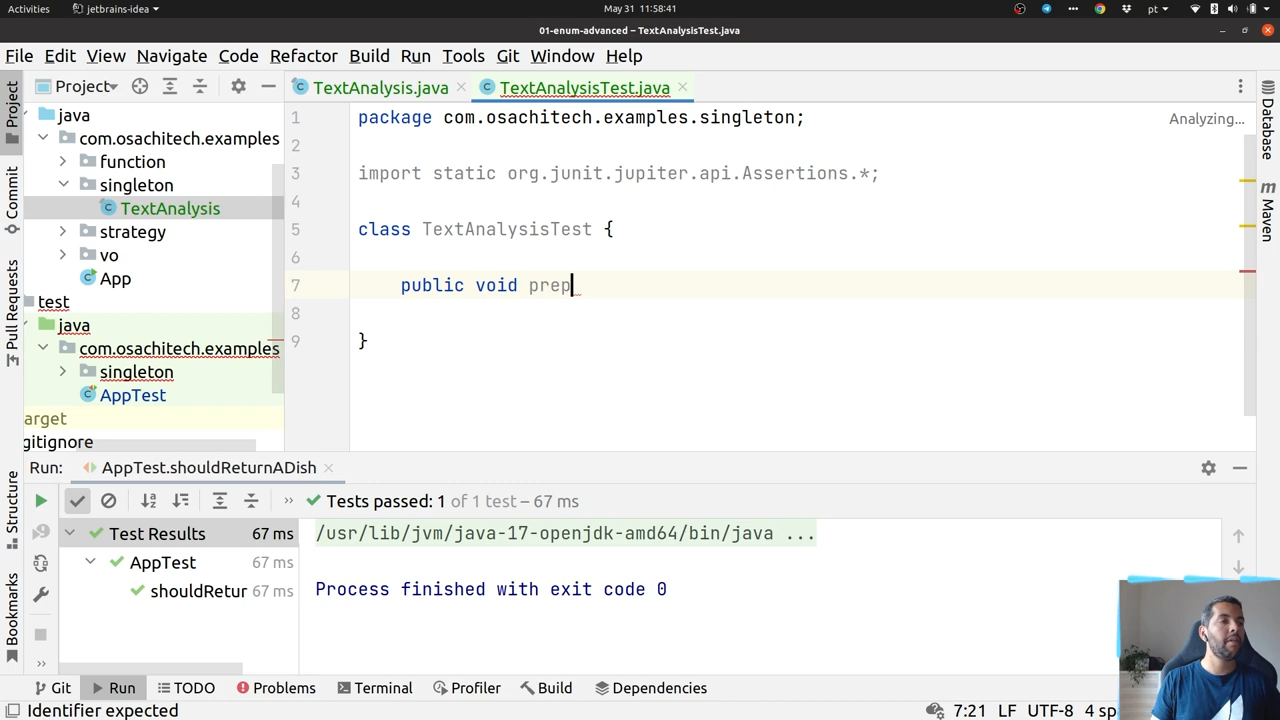 Activities
jetbrains-idea
May 31 11:58:41
pt
01-enum-advanced – TextAnalysisTest.java
File Edit View Navigate Code Refactor Build Run Tools Git Window Help
Project
TextAnalysis.java
TextAnalysisTest.java
Project
Commit
Pull Requests
Structure
Bookmarks
java
com.osachitech.examples
function
singleton
TextAnalysis
strategy
vo
App
test
java
com.osachitech.examples
singleton
AppTest
arget
gitignore
1 package com.osachitech.examples.singleton;
2
3 import static org.junit.jupiter.api.Assertions.*;
4
5 class TextAnalysisTest {
6
7 public void prep
8
9 }
Analyzing...
Database
Maven
Run: AppTest.shouldReturnADish
Tests passed: 1 of 1 test – 67 ms
Test Results 67 ms
AppTest 67 ms
shouldRetur 67 ms
/usr/lib/jvm/java-17-openjdk-amd64/bin/java ...
Process finished with exit code 0
Git Run TODO Problems Terminal Profiler Build Dependencies
Identifier expected
7:21 LF UTF-8 4 sp